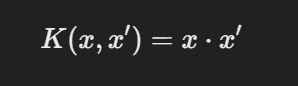 K(x, x′) = x · x′